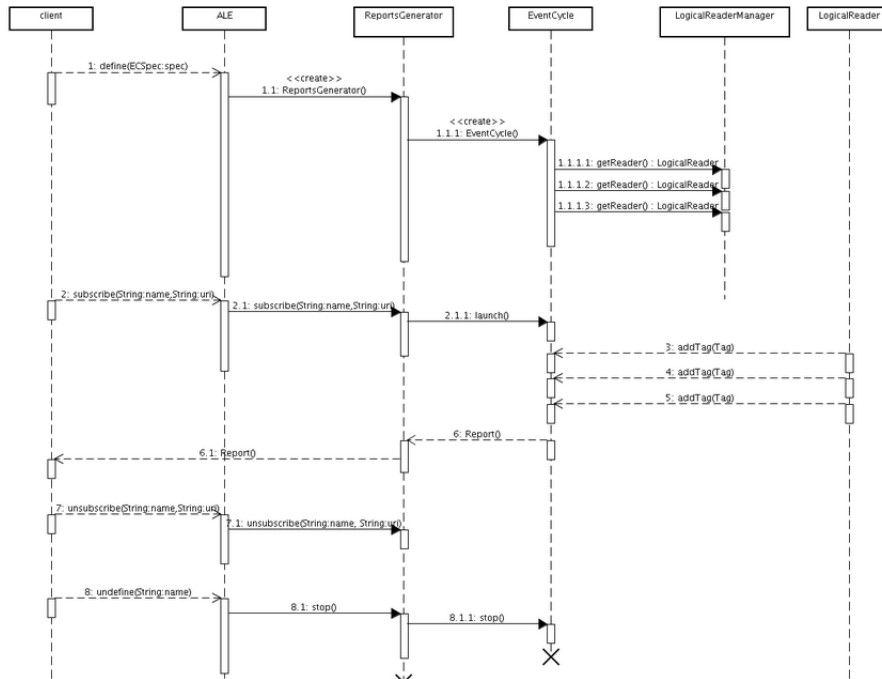 client
ALE
ReportsGenerator
EventCycle
LogicalReaderManager
LogicalReader
1: define(ECSpec:spec)
<<create>>
1.1: ReportsGenerator()
<<create>>
1.1.1: EventCycle()
1.1.1.1: getReader() : LogicalReader
1.1.1.2: getReader() : LogicalReader
1.1.1.3: getReader() : LogicalReader
2: subscribe(String:name,String:uri)
2.1: subscribe(String:name,String:uri)
2.1.1: launch()
3: addTag(Tag)
4: addTag(Tag)
5: addTag(Tag)
6: Report()
6.1: Report()
7: unsubscribe(String:name,String:uri)
7.1: unsubscribe(String:name, String:uri)
8: undefine(String:name)
8.1: stop()
8.1.1: stop()